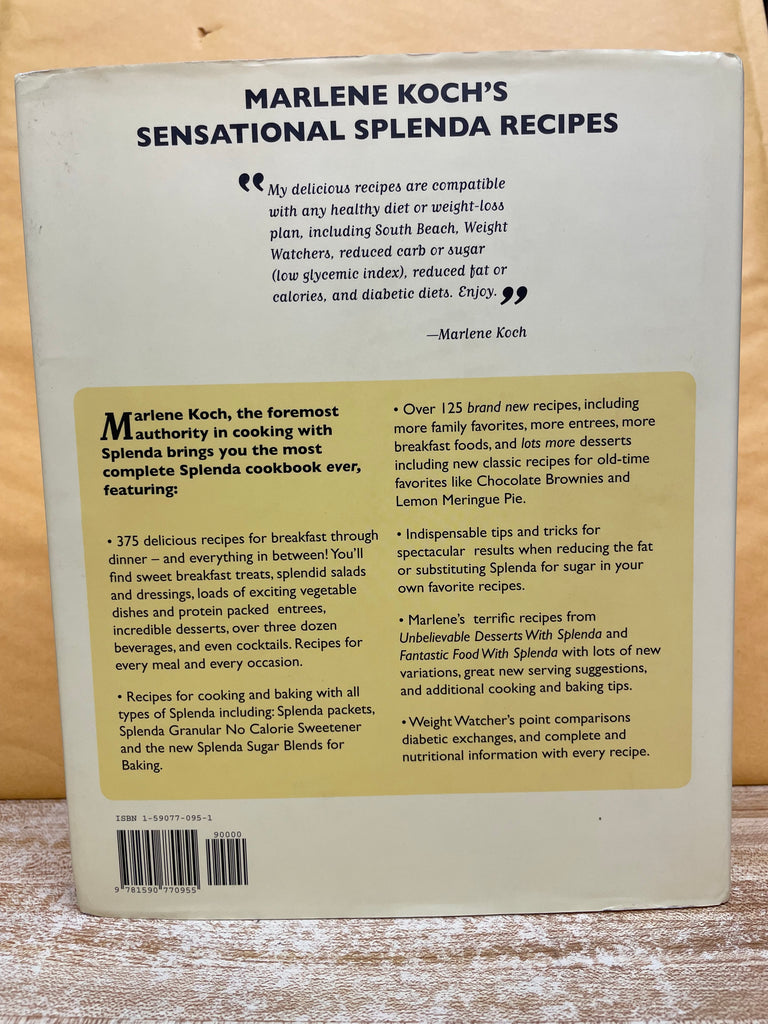 MARLENE KOCH'S
SENSATIONAL SPLENDA RECIPES
“My delicious recipes are compatible
with any healthy diet or weight-loss
plan, including South Beach, Weight
Watchers, reduced carb or sugar
(low glycemic index), reduced fat or
calories, and diabetic diets. Enjoy.”
—Marlene Koch
Marlene Koch, the foremost
authority in cooking with
Splenda brings you the most
complete Splenda cookbook ever,
featuring:
• 375 delicious recipes for breakfast through
dinner – and everything in between! You'll
find sweet breakfast treats, splendid salads
and dressings, loads of exciting vegetable
dishes and protein packed entrees,
incredible desserts, over three dozen
beverages, and even cocktails. Recipes for
every meal and every occasion.
• Recipes for cooking and baking with all
types of Splenda including: Splenda packets,
Splenda Granular No Calorie Sweetener
and the new Splenda Sugar Blends for
Baking.
• Over 125 brand new recipes, including
more family favorites, more entrees, more
breakfast foods, and lots more desserts
including new classic recipes for old-time
favorites like Chocolate Brownies and
Lemon Meringue Pie.
• Indispensable tips and tricks for
spectacular results when reducing the fat
or substituting Splenda for sugar in your
own favorite recipes.
• Marlene's terrific recipes from
Unbelievable Desserts With Splenda and
Fantastic Food With Splenda with lots of new
variations, great new serving suggestions,
and additional cooking and baking tips.
• Weight Watcher's point comparisons
diabetic exchanges, and complete and
nutritional information with every recipe.
ISBN 1-59077-095-1
90000
9 781590 770955